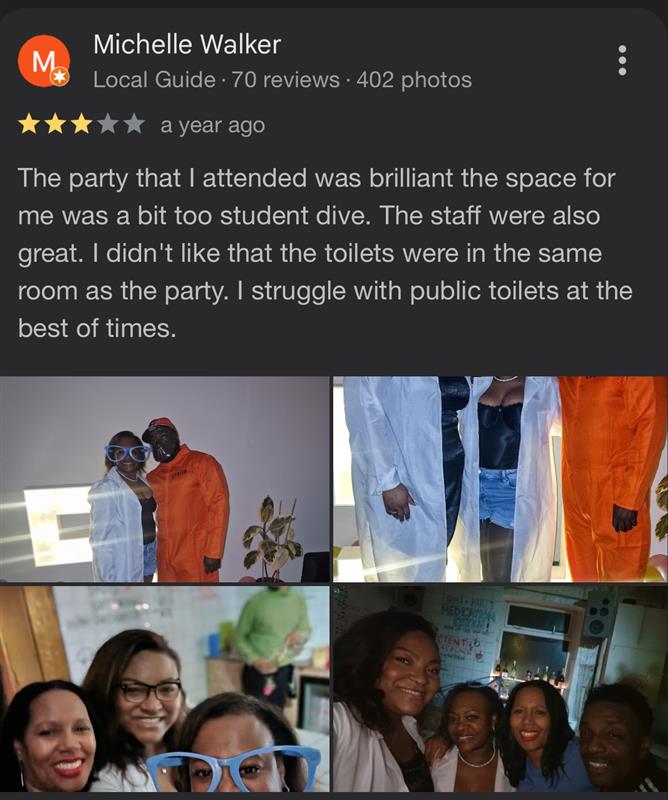 M
Michelle Walker
Local Guide · 70 reviews · 402 photos
a year ago
The party that I attended was brilliant the space for
me was a bit too student dive. The staff were also
great. I didn't like that the toilets were in the same
room as the party. I struggle with public toilets at the
best of times.